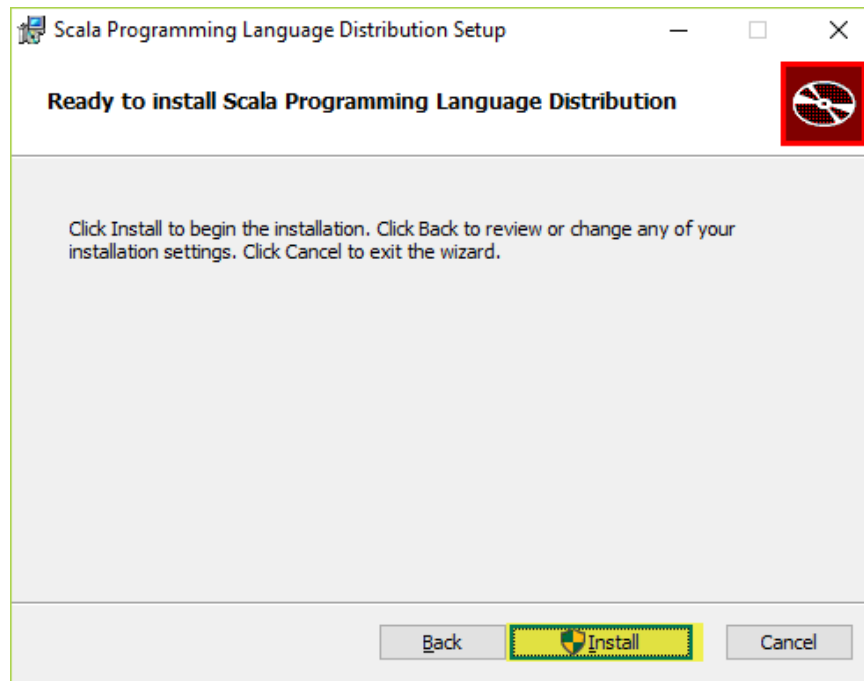 Scala Programming Language Distribution Setup
Ready to install Scala Programming Language Distribution
Click Install to begin the installation. Click Back to review or change any of your
installation settings. Click Cancel to exit the wizard.
Back Install Cancel